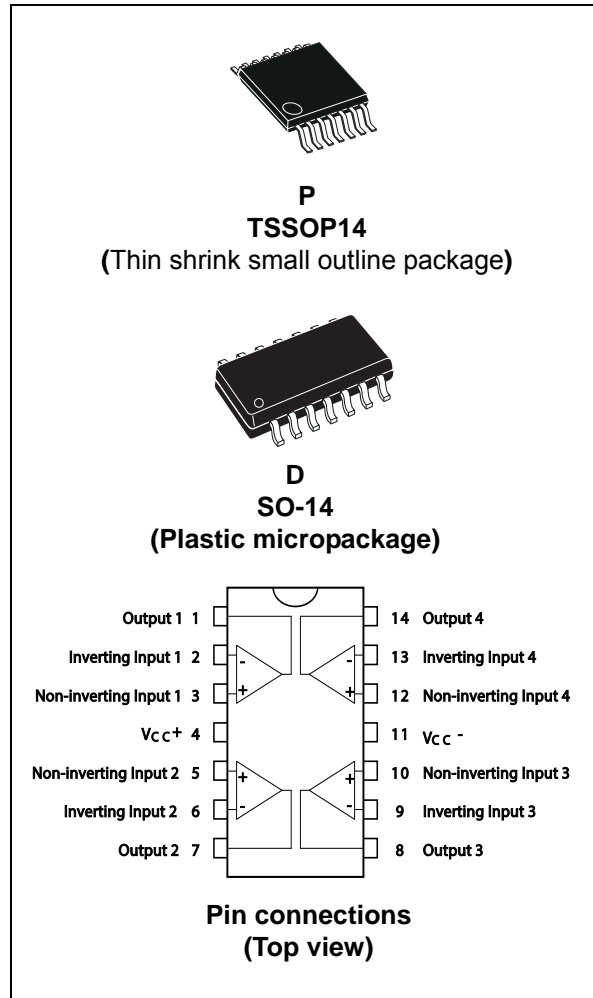 P
TSSOP14
(Thin shrink small outline package)
D
SO-14
(Plastic micropackage)
Output 1 1
14 Output 4
Inverting Input 1 2
-
-
13 Inverting Input 4
Non-inverting Input 1 3
+
+
12 Non-inverting Input 4
VCC+ 4
11 VCC -
Non-inverting Input 2 5
+
+
10 Non-inverting Input 3
Inverting Input 2 6
-
-
9 Inverting Input 3
Output 2 7
8 Output 3
Pin connections
(Top view)